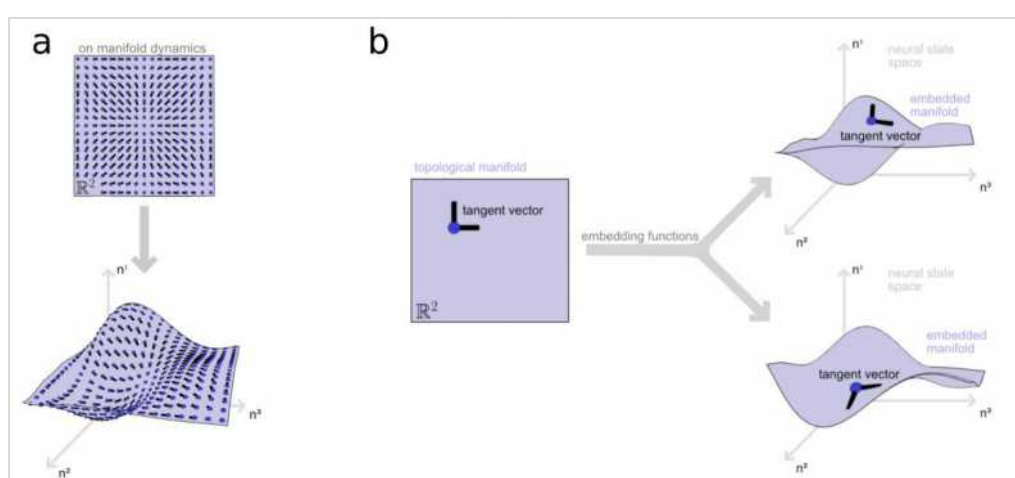 a
on manifold dynamics
ℝ²
n¹
n³
n²
b
topological manifold
tangent vector
ℝ²
embedding functions
n¹
neural state
space
embedded
manifold
tangent vector
n³
n²
n¹
neural state
space
embedded
manifold
tangent vector
n³
n²